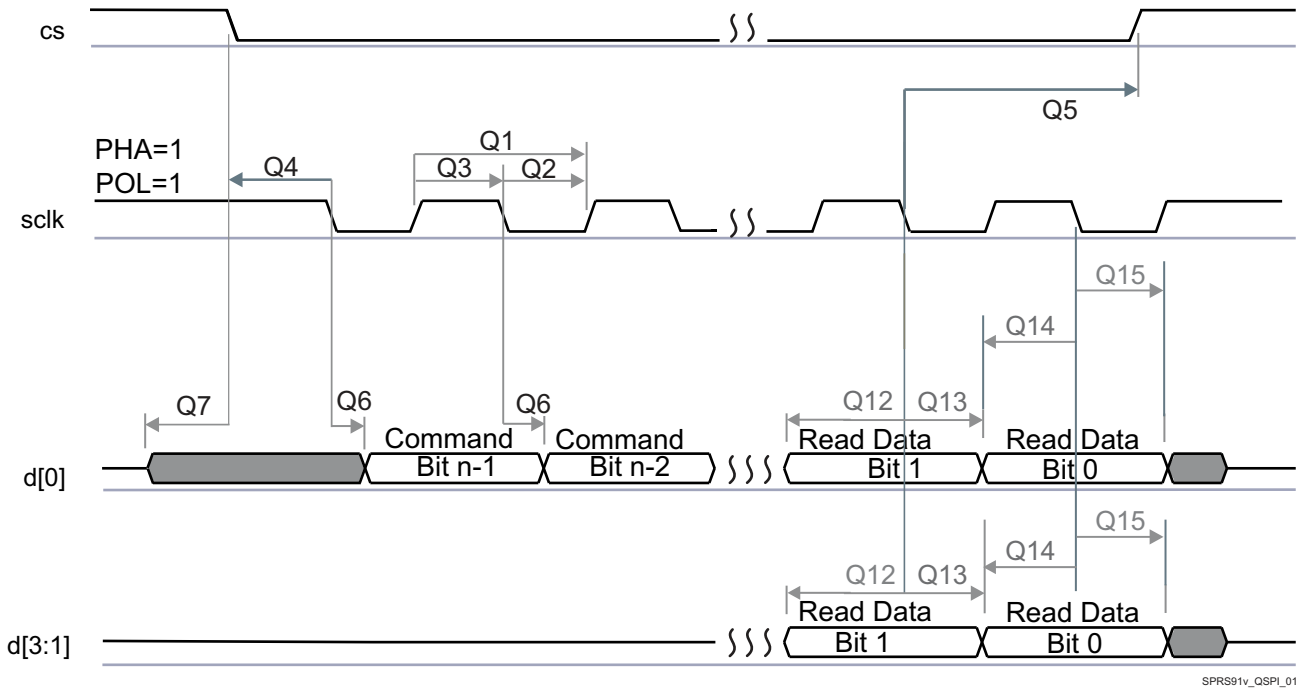 cs
Q5
PHA=1
Q1
POL=1
Q4
Q3
Q2
sclk
Q15
Q14
Q7
Q6
Q6
Q12
Q13
Command
Command
Read Data
Read Data
d[0]
Bit n-1
Bit n-2
Bit 1
Bit 0
Q15
Q14
Q12
Q13
Read Data
Read Data
d[3:1]
Bit 1
Bit 0
SPRS91v_QSPI_01